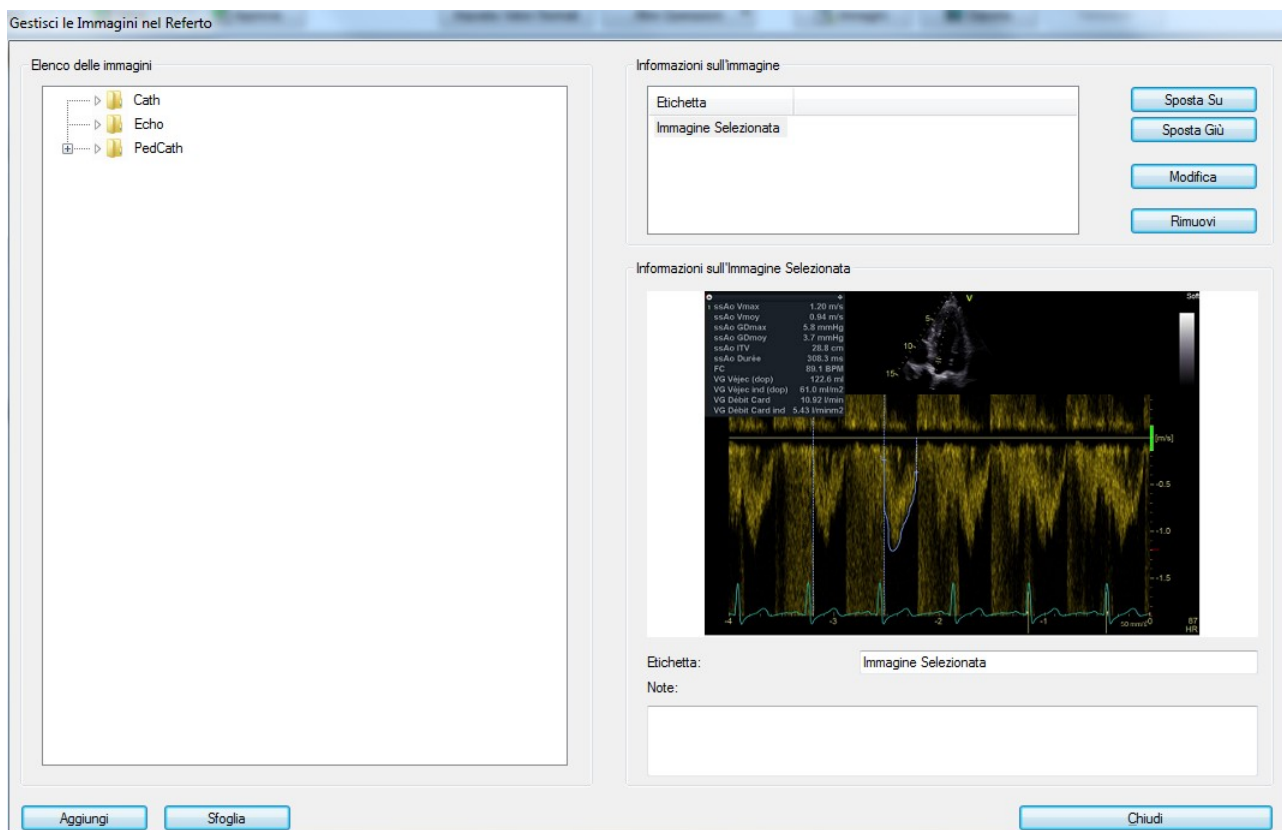 Gestisci le Immagini nel Referto
Elenco delle immagini
Cath
Echo
PedCath
Informazioni sull'immagine
Etichetta
Immagine Selezionata
Sposta Su
Sposta Giù
Modifica
Rimuovi
Informazioni sull'Immagine Selezionata
V
Soft
1 ssAo Vmax 1.20 m/s
ssAo Vmoy 0.94 m/s
ssAo GDmax 5.8 mmHg
ssAo GDmoy 3.7 mmHg
ssAo ITV 28.8 cm
ssAo Durée 308.3 ms
FC 89.1 BPM
VG Véjec (dop) 122.6 ml
VG Véjec ind (dop) 61.0 ml/m2
VG Débit Card 10.92 l/min
VG Débit Card ind 5.43 l/minm2
5
10
15
[m/s]
-0.5
-1.0
-1.5
-4 -3 -2 -1 50 mm/s 0
87
HR
Etichetta: Immagine Selezionata
Note:
Aggiungi
Sfoglia
Chiudi